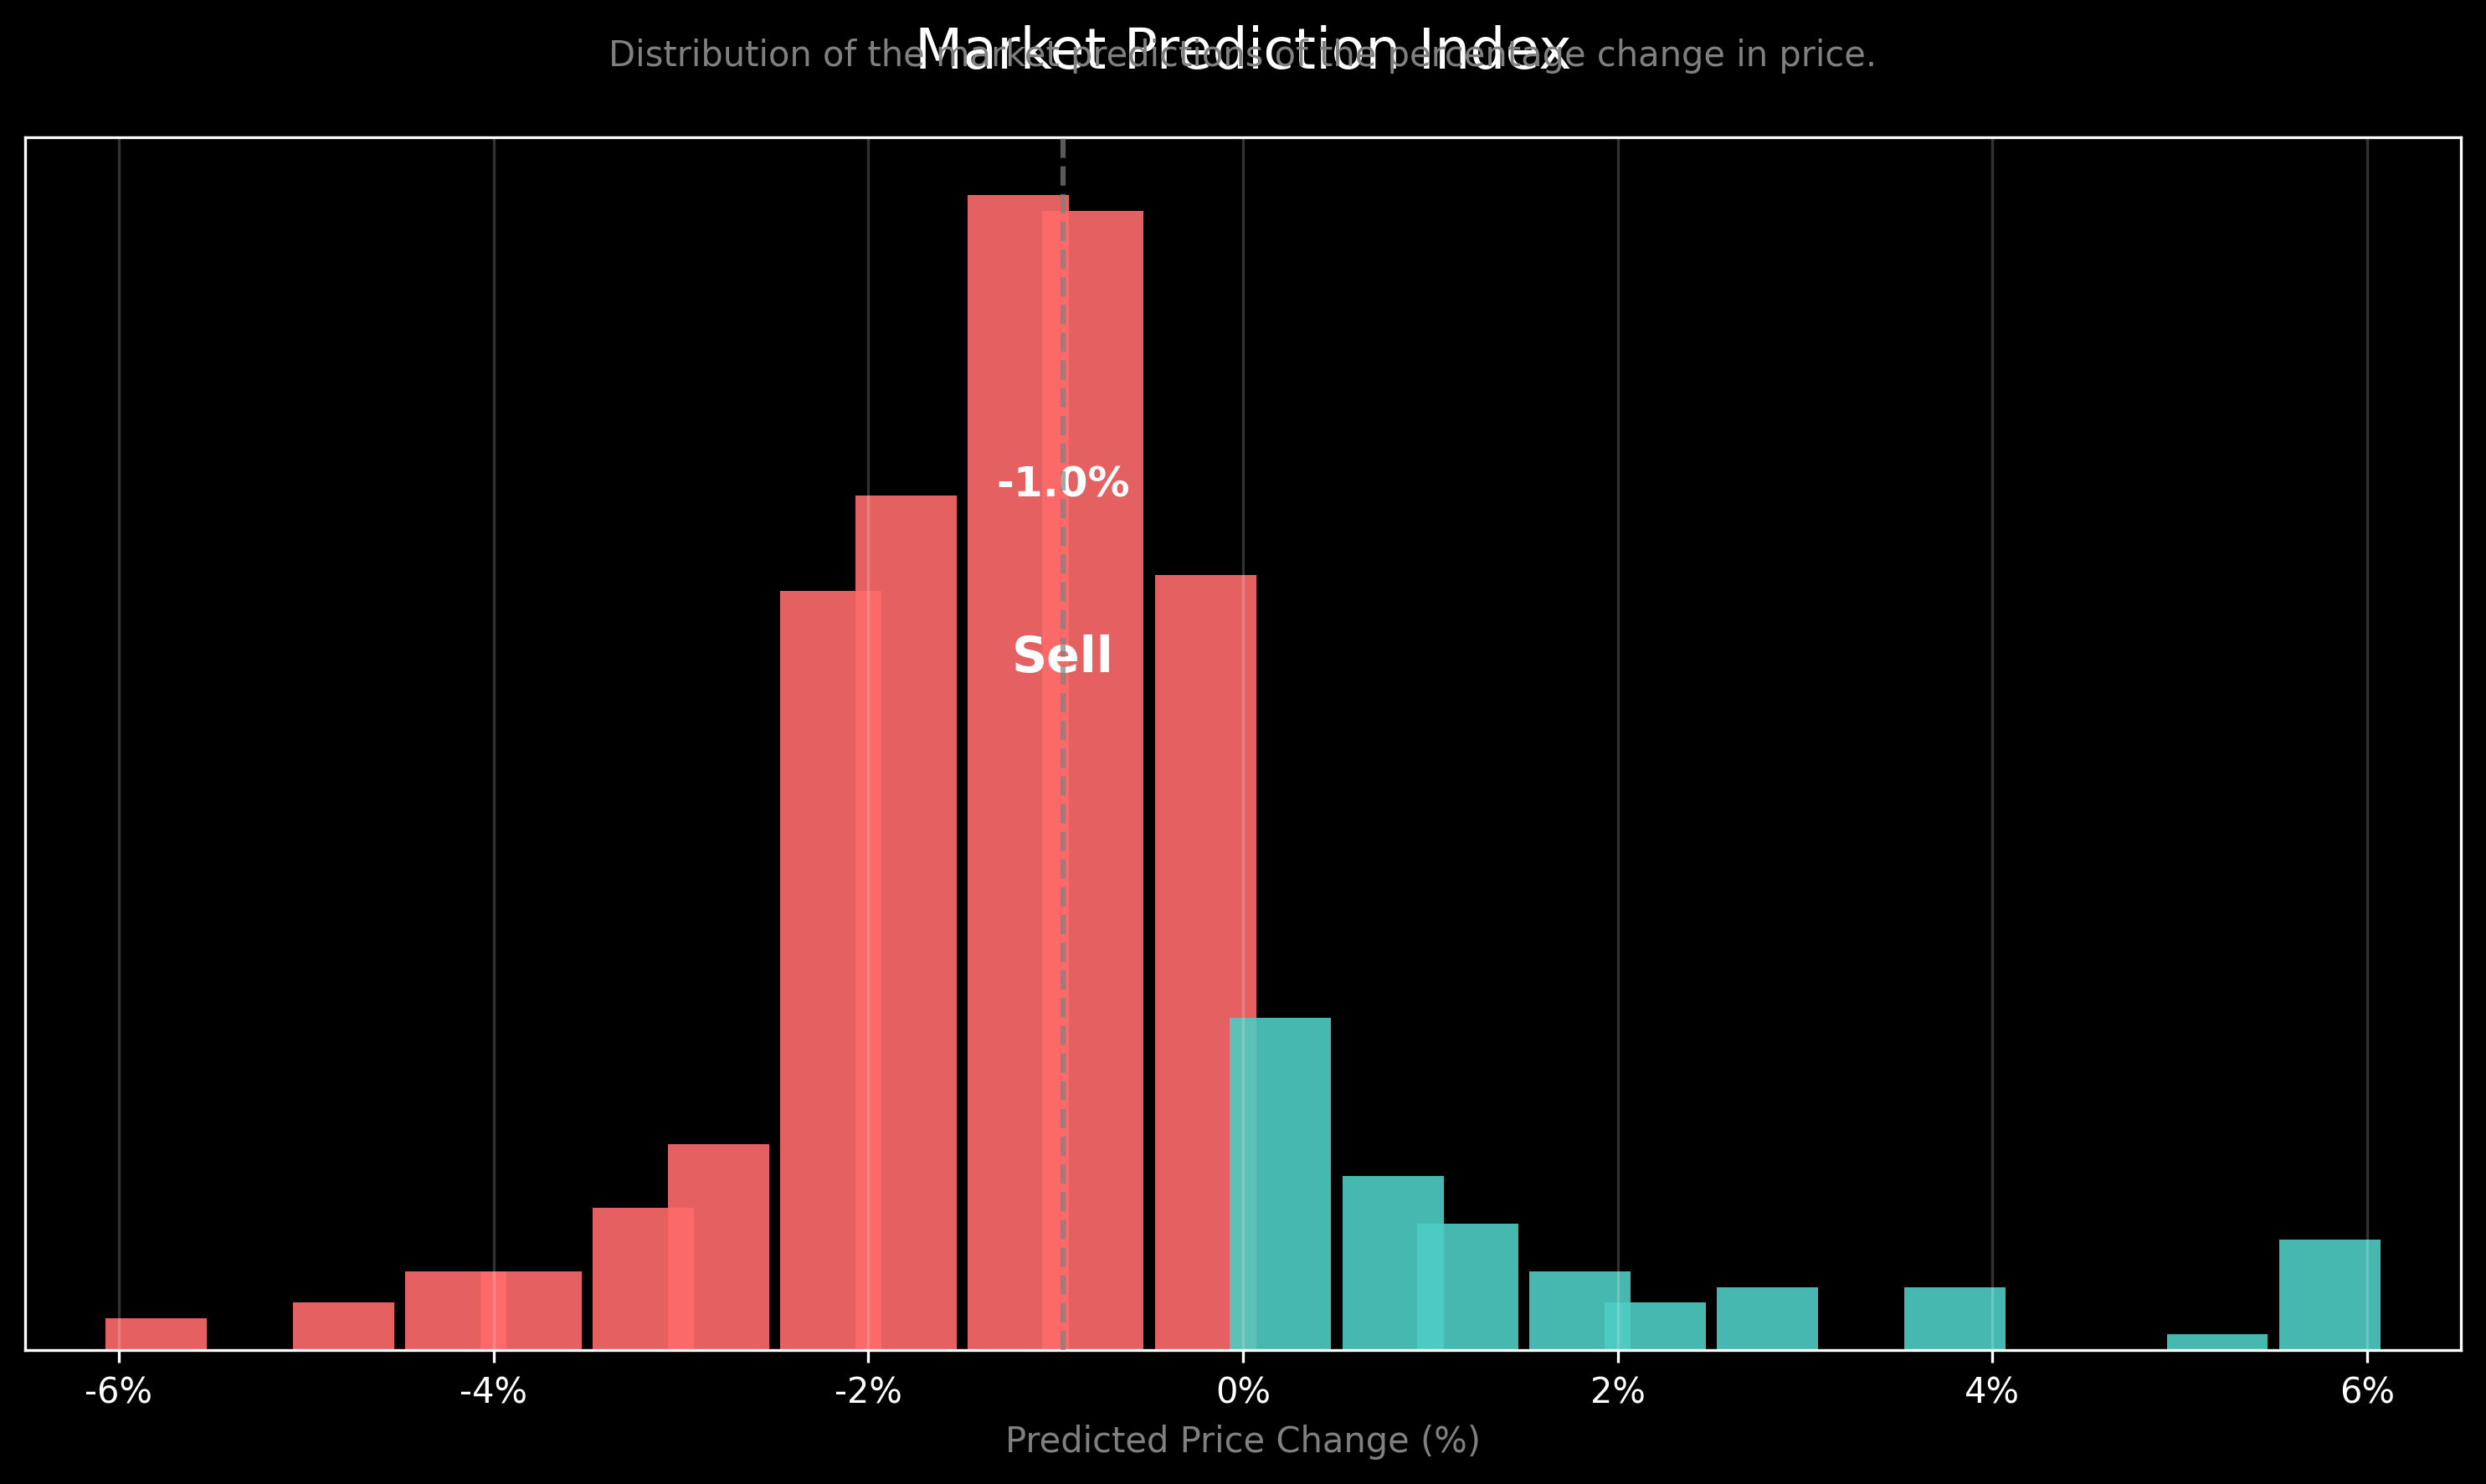 Market Prediction Index
Distribution of the market predictions of the percentage change in price.
-1.0%
Sell
-6%
-4%
-2%
0%
2%
4%
6%
Predicted Price Change (%)